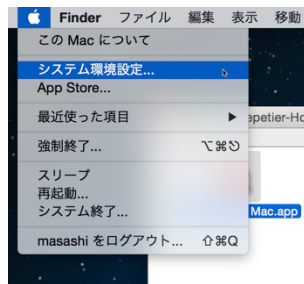 Finder ファイル 編集 表示 移動
この Mac について
システム環境設定...
App Store...
最近使った項目 ▶
強制終了... ⌥⌘⎋
スリープ
再起動...
システム終了...
masashi をログアウト... ⇧⌘Q
epetier-Ho
Mac.app